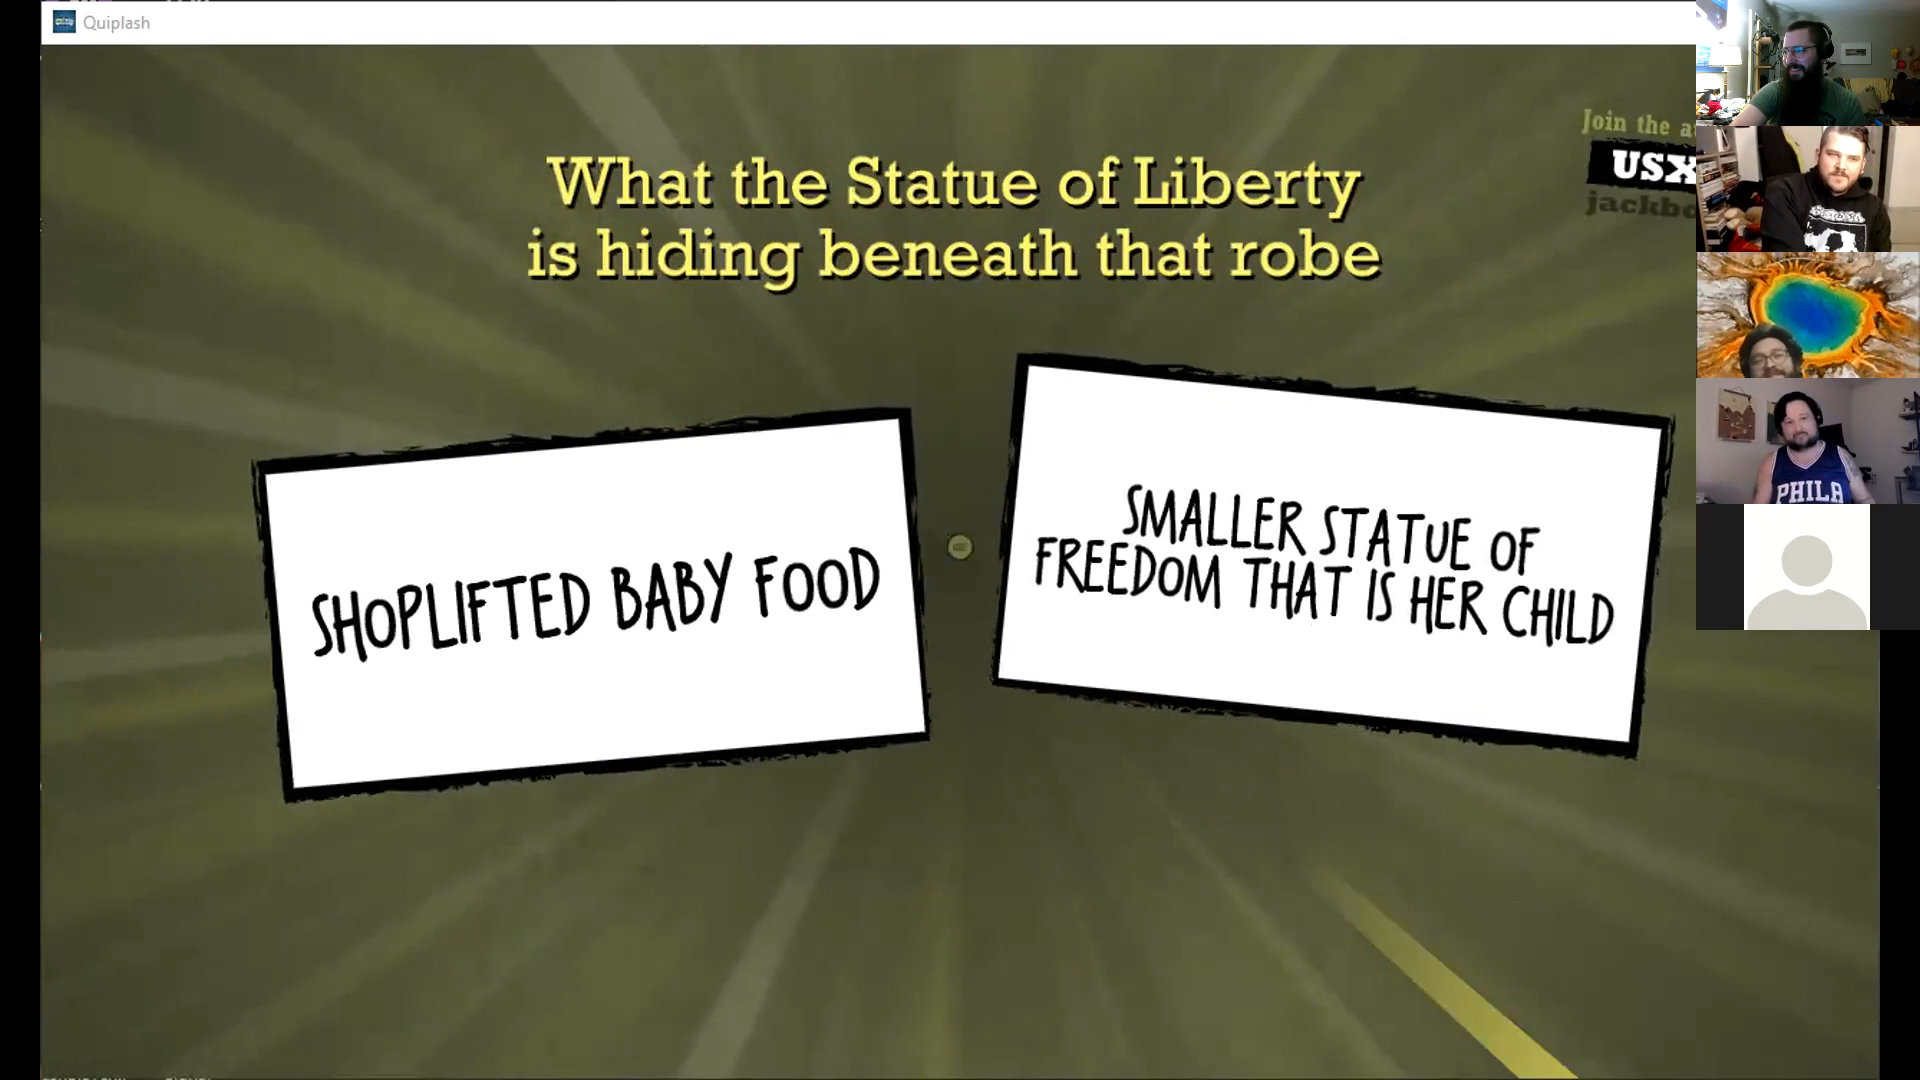 Quiplash
What the Statue of Liberty
is hiding beneath that robe
Join the
USX
jackbo
SHOPLIFTED BABY FOOD
SMALLER STATUE OF
FREEDOM THAT IS HER CHILD
PHILA